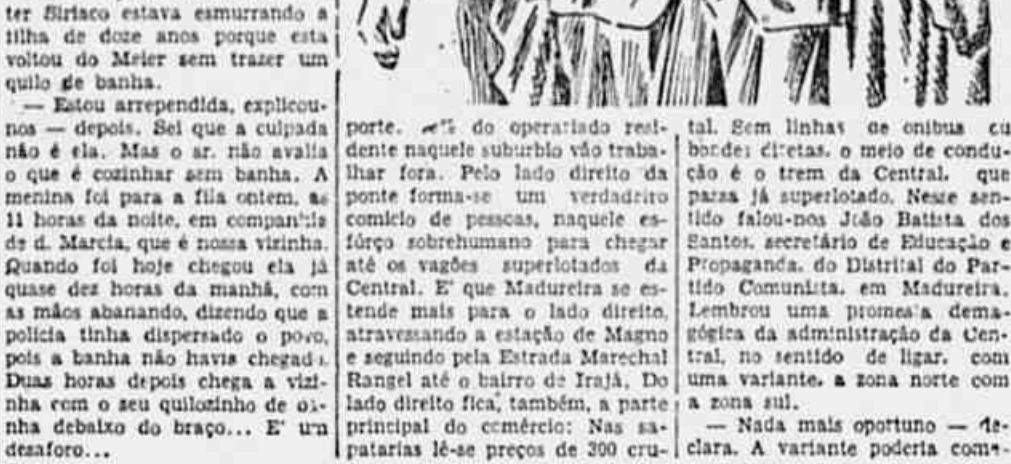 ter Siriaco estava esmurrando a
filha de doze anos porque esta
voltou do Meier sem trazer um
quilo de banha.
— Estou arrependida, explicou-
nos — depois. Sei que a culpada
não é ela. Mas o sr. não avalia
o que é cozinhar sem banha. A
menina foi para a fila ontem, as
11 horas da noite, em companhia
de d. Marcia, que é nossa vizinha.
Quando foi hoje chegou ela já
quase dez horas da manhã, com
as mãos abanando, dizendo que a
policia tinha dispersado o povo,
pois a banha não havia chegado.
Duas horas depois chega a vizi-
nha com o seu quilozinho de
nha debaixo do braço... E' um
desaforo...
porte. % do operariado resi-
dente naquele suburbio vão traba-
lhar fora. Pelo lado direito da
ponte forma-se um verdadeiro
comicio de pessoas, naquele es-
fôrço sobrehumano para chegar
até os vagões superlotados da
Central. E' que Madureira se es-
tende mais para o lado direito,
atravessando a estação de Magno
e seguindo pela Estrada Marechal
Rangel até o bairro de Irajá. Do
lado direito fica, também, a parte
principal do comércio: Nas sa-
patarias lê-se preços de 300 cru-
tal. Sem linhas de onibus ou
bondes diretas, o meio de condu-
ção é o trem da Central, que
passa já superlotado. Neste sen-
tido falou-nos João Batista dos
Santos, secretário de Educação e
Propaganda, do Distrital do Par-
tido Comunista, em Madureira.
Lembrou uma promessa dema-
gógica da administração da Cen-
tral, no sentido de ligar, com
uma variante, a zona norte com
a zona sul.
— Nada mais oportuno — de-
clara. A variante poderia come-